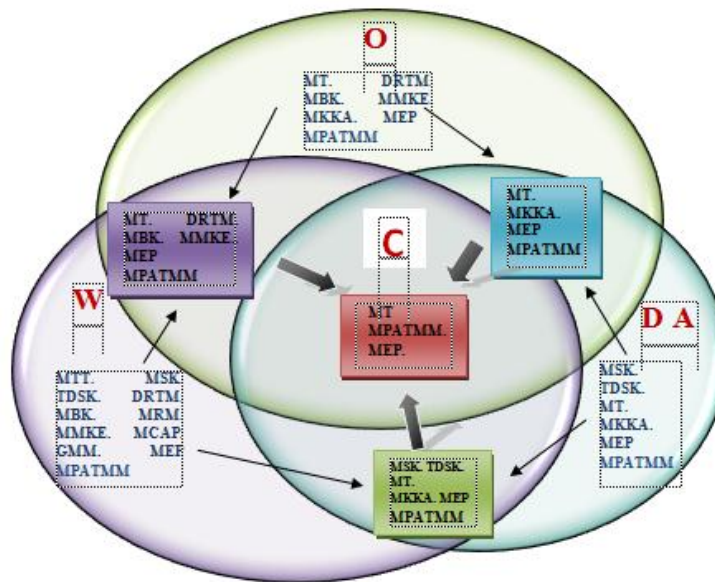 O
MT. DRTM
MBK. MMKE
MKKA. MEP
MPATMM
MT. DRTM.
MBK. MMKE.
MEP
MPATMM
MT.
MKKA.
MEP
MPATMM
C
MT
MPATMM.
MEP.
W
MTT. MSK.
TDSK. DRTM.
MBK. MRM.
MMKE. MCAP.
GMM. MEP
MPATMM
D A
MSK.
TDSK.
MT.
MKKA.
MEP
MPATMM
MSK. TDSK.
MT.
MKKA. MEP
MPATMM